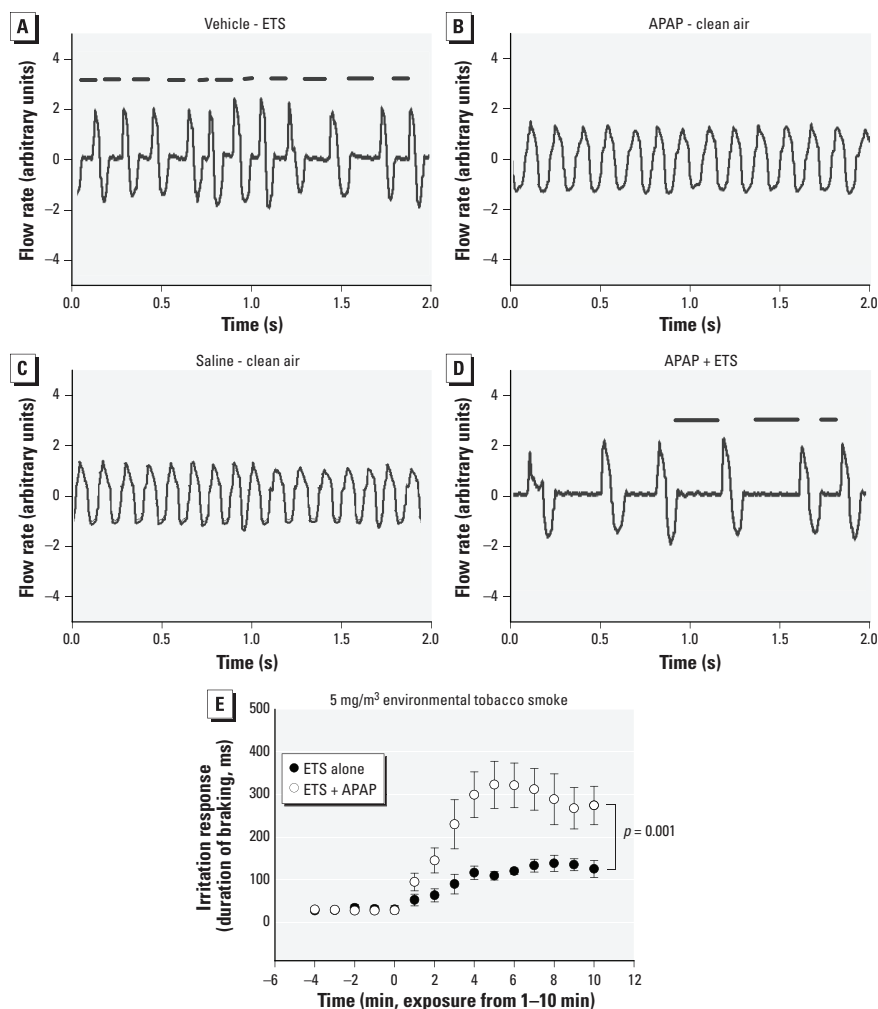 A
Vehicle - ETS
Flow rate (arbitrary units)
4
2
0
–2
–4
0.0
0.5
1.0
1.5
2.0
Time (s)
B
APAP - clean air
Flow rate (arbitrary units)
4
2
0
–2
–4
0.0
0.5
1.0
1.5
2.0
Time (s)
C
Saline - clean air
Flow rate (arbitrary units)
4
2
0
–2
–4
0.0
0.5
1.0
1.5
2.0
Time (s)
D
APAP + ETS
Flow rate (arbitrary units)
4
2
0
–2
–4
0.0
0.5
1.0
1.5
2.0
Time (s)
E
5 mg/m³ environmental tobacco smoke
Irritation response
(duration of braking, ms)
500
400
300
200
100
0
ETS alone
ETS + APAP
p = 0.001
–6
–4
–2
0
2
4
6
8
10
12
Time (min, exposure from 1–10 min)